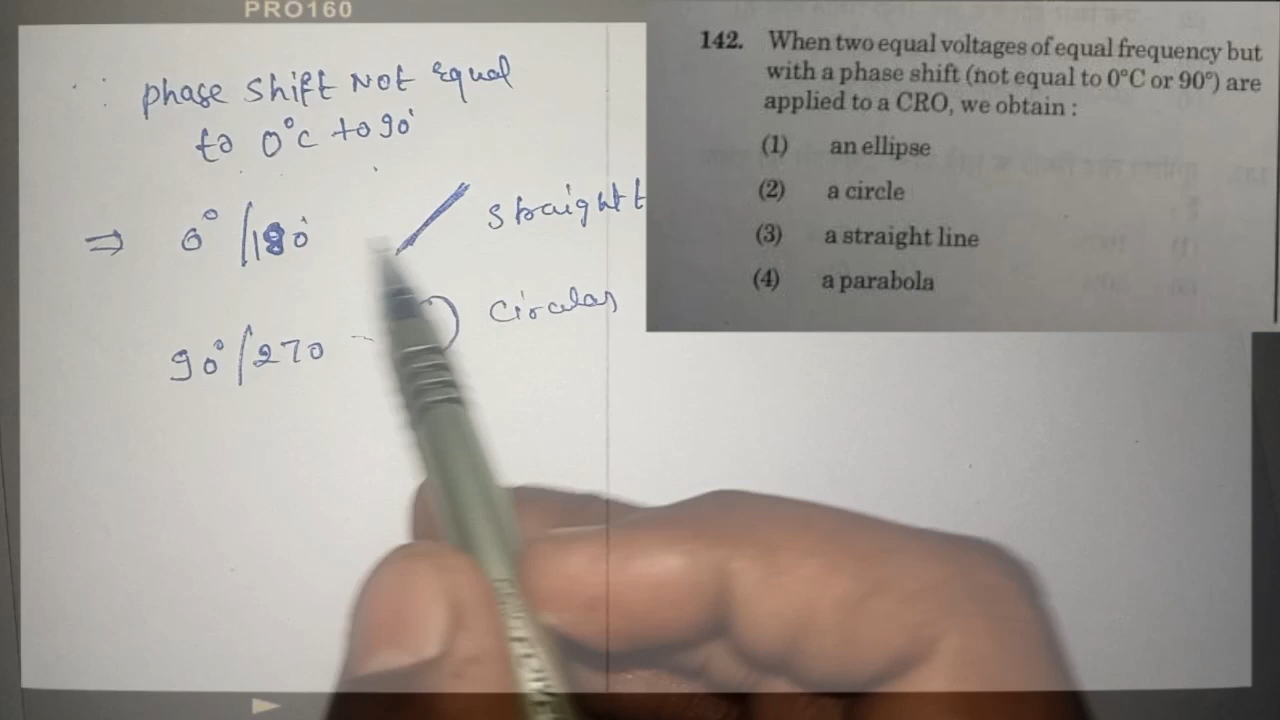 PRO160
∴ phase shift Not Equal
to 0°c to 90°
⇒ 0° /180° straight
90° /270 circular
142. When two equal voltages of equal frequency but
with a phase shift (not equal to 0°C or 90°) are
applied to a CRO, we obtain :
(1) an ellipse
(2) a circle
(3) a straight line
(4) a parabola